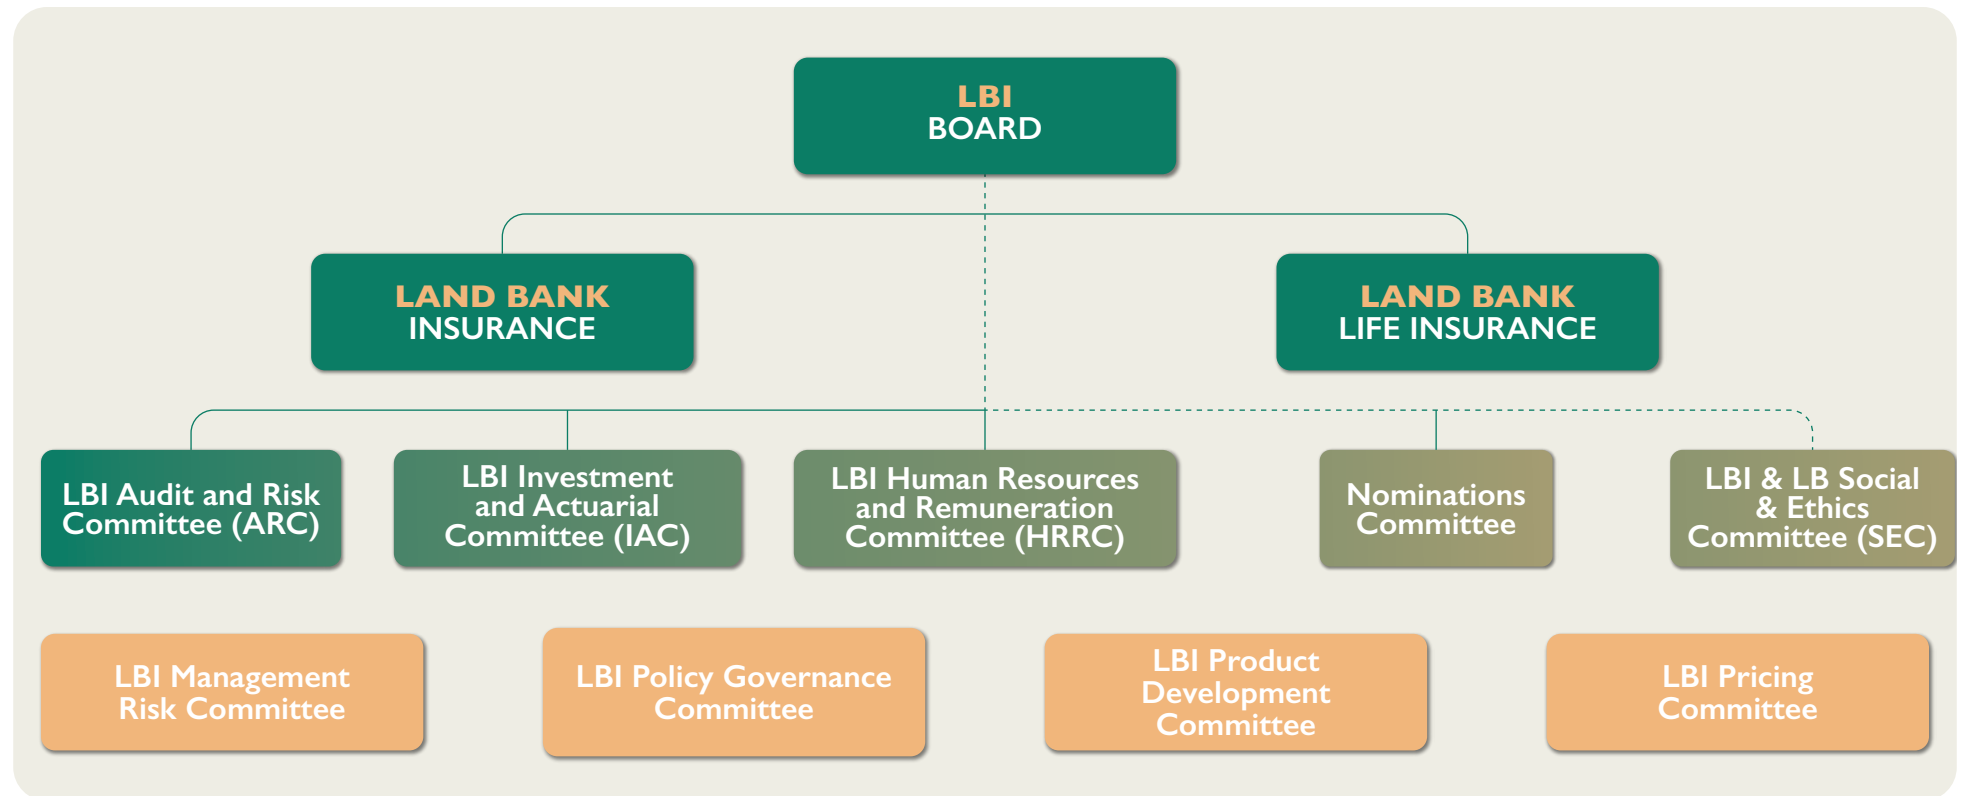 LBI
BOARD
LAND BANK
INSURANCE
LAND BANK
LIFE INSURANCE
LBI Audit and Risk
Committee (ARC)
LBI Investment
and Actuarial
Committee (IAC)
LBI Human Resources
and Remuneration
Committee (HRRC)
Nominations
Committee
LBI & LB Social
& Ethics
Committee (SEC)
LBI Management
Risk Committee
LBI Policy Governance
Committee
LBI Product
Development
Committee
LBI Pricing
Committee